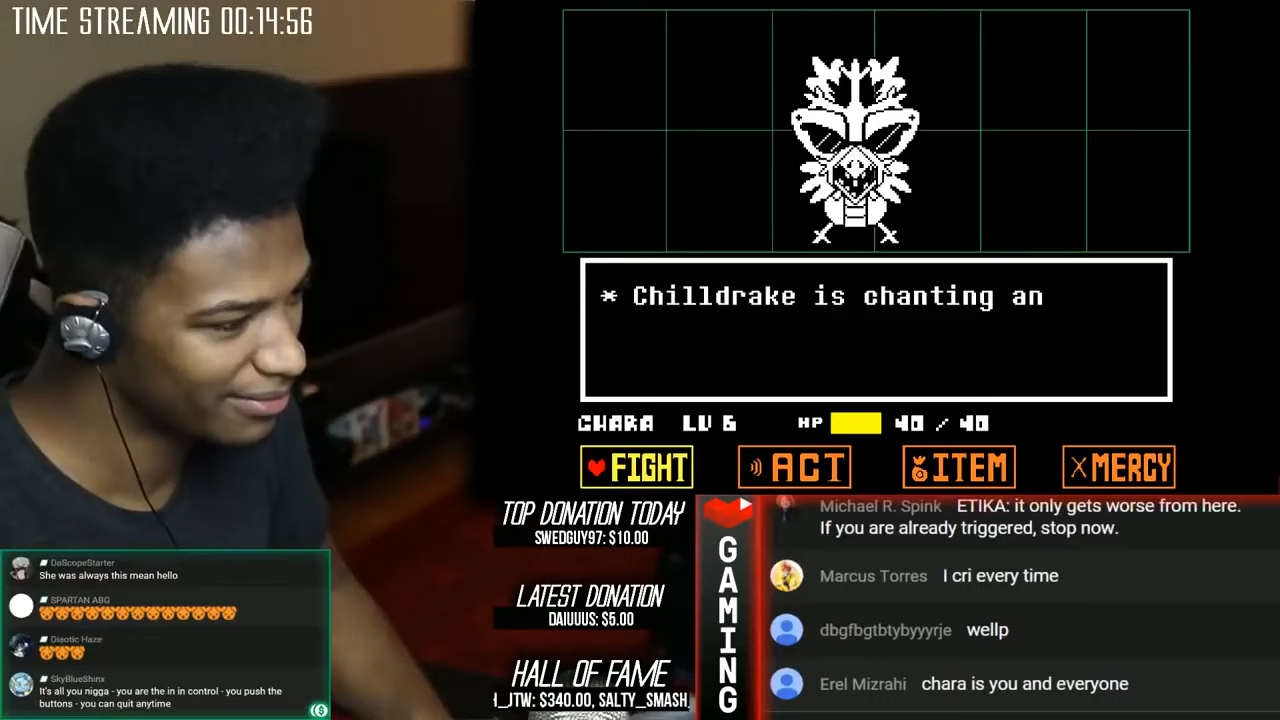 TIME STREAMING 00:14:56
* Chilldrake is chanting an
CHARA LV 6 HP 40 / 40
FIGHT ACT ITEM MERCY
TOP DONATION TODAY
SWEDGUY97: $10.00
LATEST DONATION
DAIUUUS: $5.00
HALL OF FAME
_JTW: $340.00, SALTY_SMASH
GAMING
Michael R. Spink ETIKA: it only gets worse from here.
If you are already triggered, stop now.
Marcus Torres I cri every time
dbgfbgtbtybyyyrje wellp
Erel Mizrahi chara is you and everyone
DaScopeStarter
She was always this mean hello
SPARTAN ABG
Diaotic Haze
SkyBlueShinx
It's all you nigga - you are the in in control - you push the
buttons - you can quit anytime